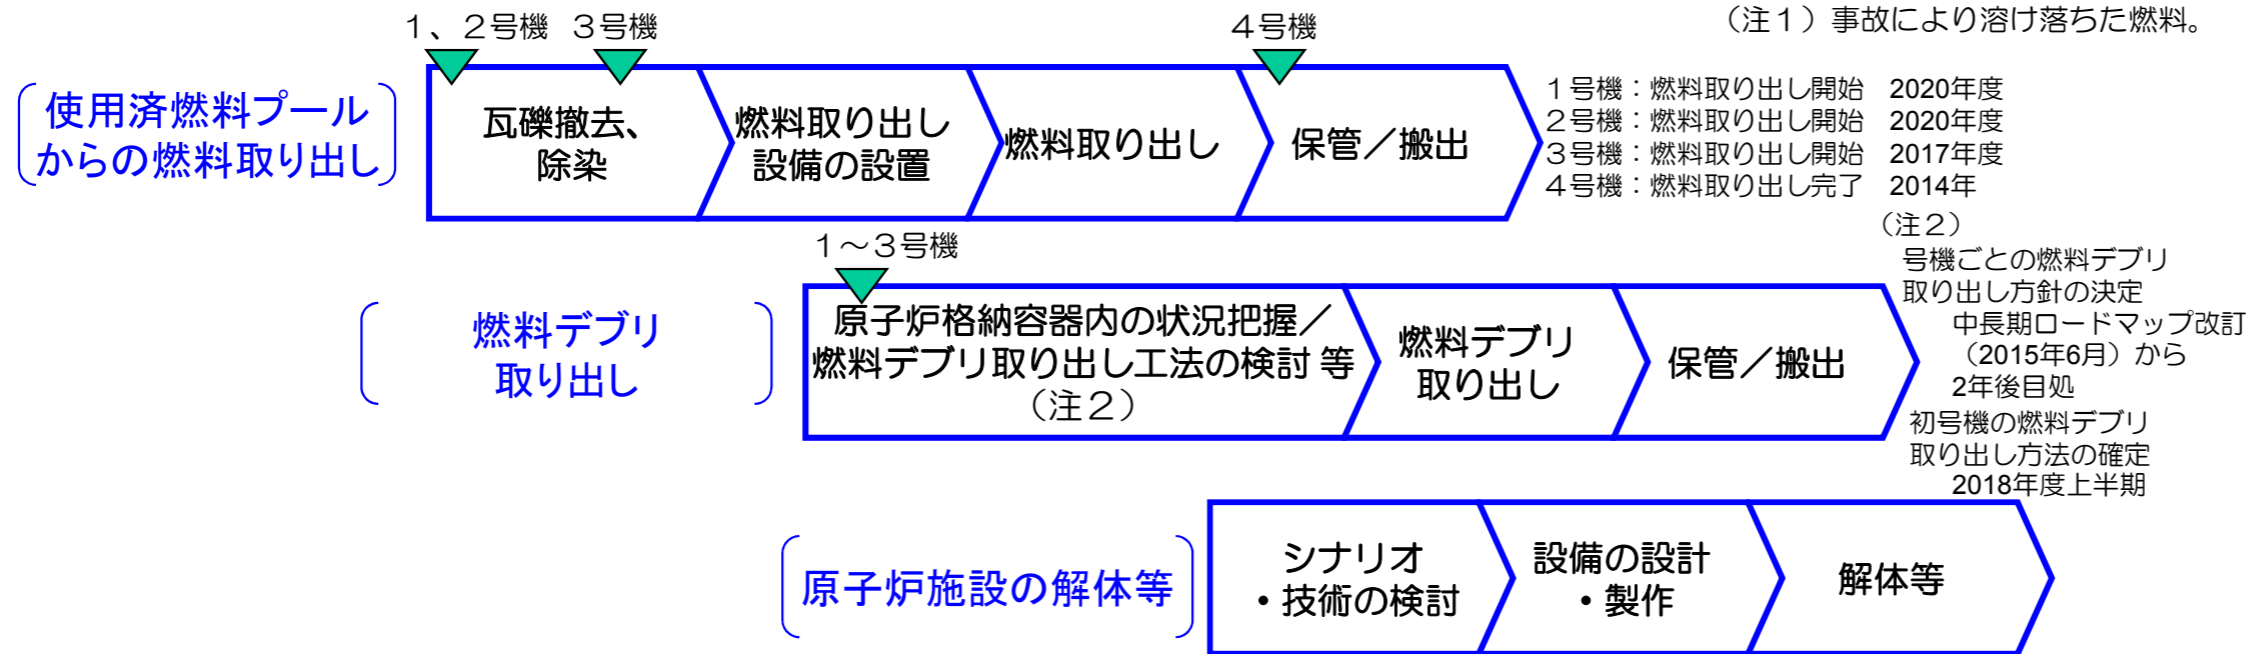 （注１）事故により溶け落ちた燃料。
１、２号機 ３号機
４号機
使用済燃料プール
からの燃料取り出し
瓦礫撤去、
除染
燃料取り出し
設備の設置
燃料取り出し
保管／搬出
１号機：燃料取り出し開始 2020年度
２号機：燃料取り出し開始 2020年度
３号機：燃料取り出し開始 2017年度
４号機：燃料取り出し完了 2014年
１～３号機
燃料デブリ
取り出し
原子炉格納容器内の状況把握／
燃料デブリ取り出し工法の検討 等
（注２）
燃料デブリ
取り出し
保管／搬出
（注２）
号機ごとの燃料デブリ
取り出し方針の決定
中長期ロードマップ改訂
（2015年6月）から
2年後目処
初号機の燃料デブリ
取り出し方法の確定
2018年度上半期
原子炉施設の解体等
シナリオ
・技術の検討
設備の設計
・製作
解体等